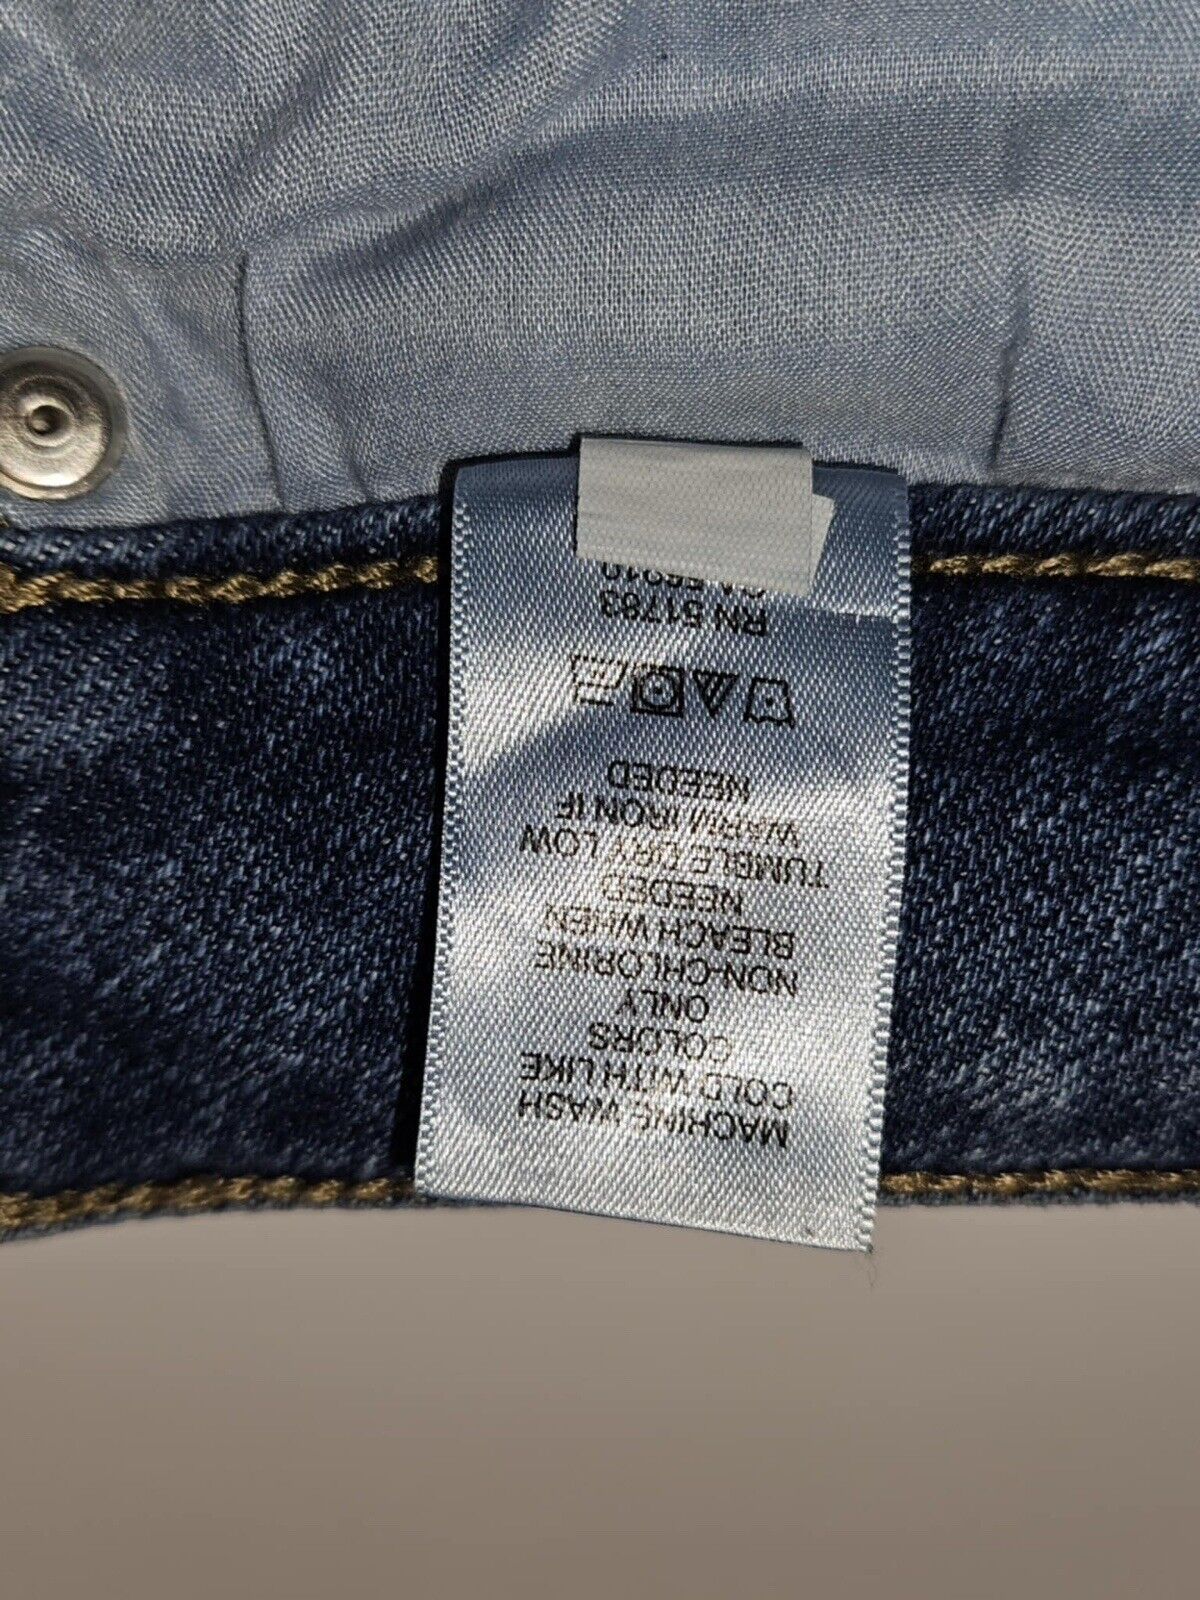 MACHINE WASH
COLD WITH LIKE
COLORS
ONLY
NON-CHLORINE
BLEACH WHEN
NEEDED
TUMBLE DRY LOW
WARM IRON IF
NEEDED
RN 51783
CA